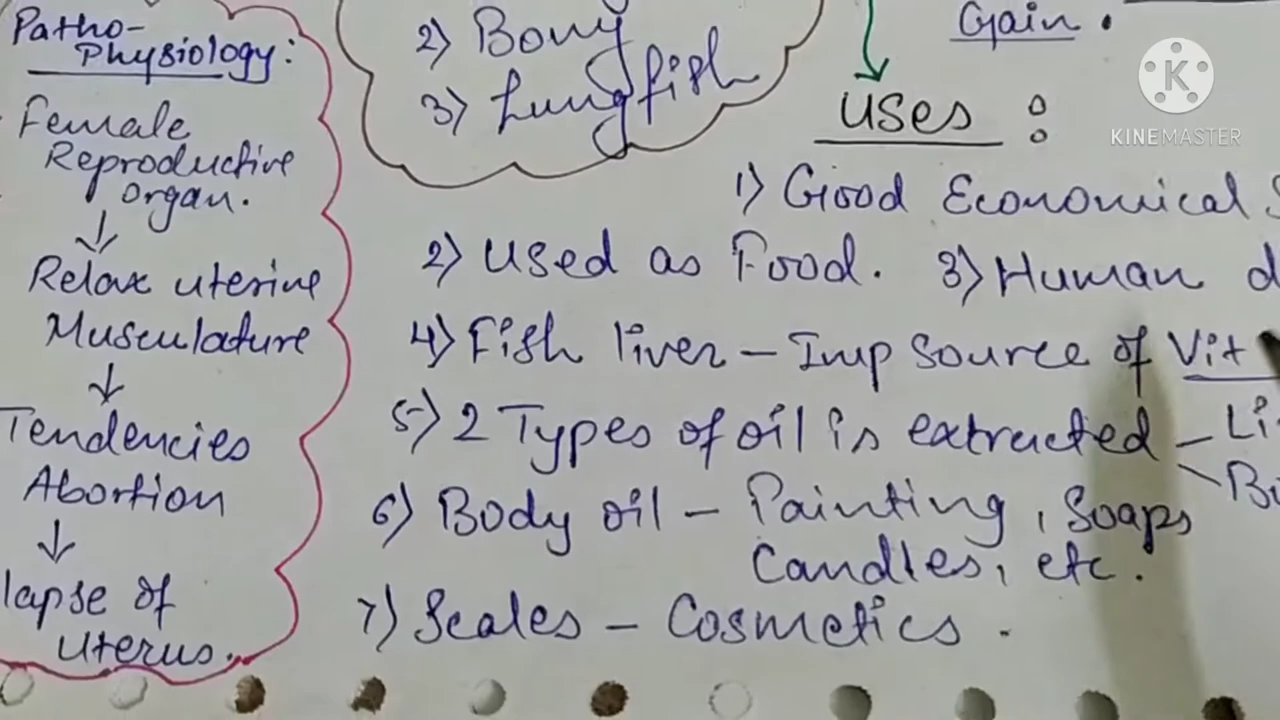 Patho-
Physiology:
Female
Reproductive
Organ.
↓
Relax uterine
Musculature
↓
Tendencies
Abortion
↓
lapse of
Uterus.
2) Bony
3) Lungfish
Gain.
Uses :
1) Good Economical
2) Used as Food. 3) Human d
4) Fish liver - Imp source of Vit
5) 2 Types of oil is extracted - Li
Bo
6) Body oil - Painting, Soaps
Candles, etc.
7) Scales - Cosmetics.
KINEMASTER